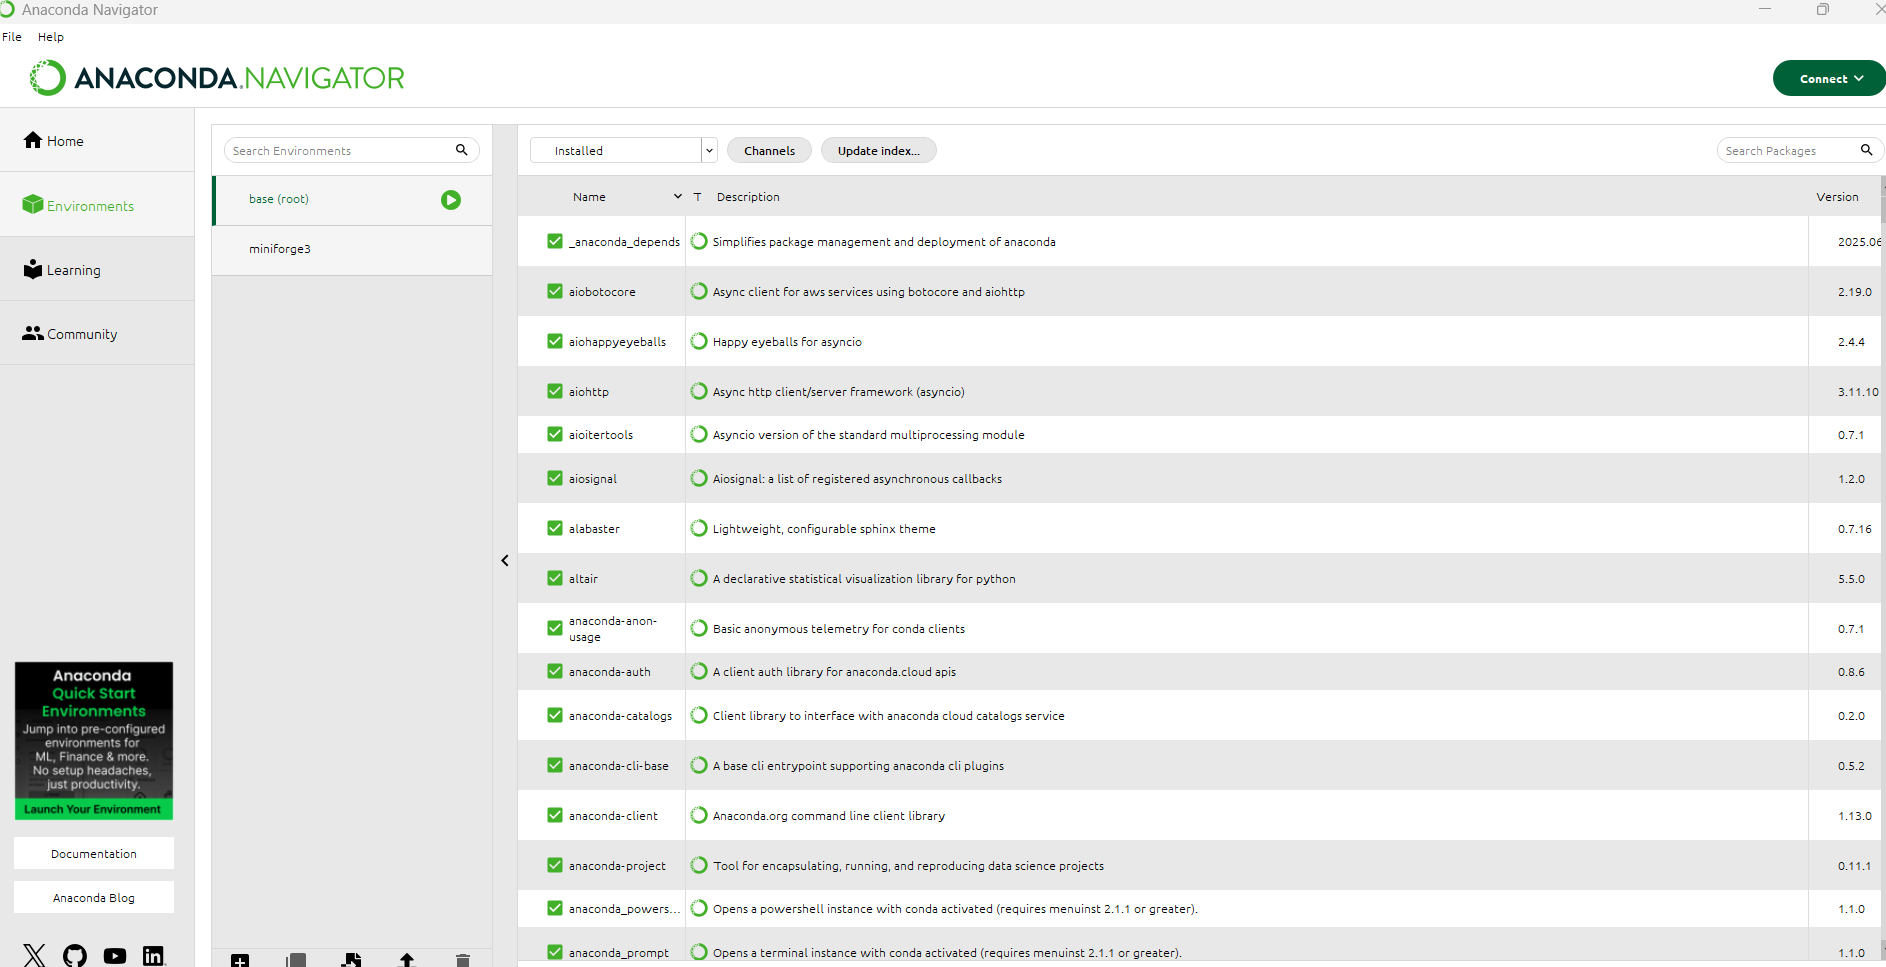 Anaconda Navigator
File Help
ANACONDA.NAVIGATOR
Connect
Home
Environments
Learning
Community
Anaconda
Quick Start
Environments
Jump into pre-configured
environments for
ML, Finance & more.
No setup headaches,
just productivity.
Launch Your Environment
Documentation
Anaconda Blog
Search Environments
base (root)
miniforge3
Installed Channels Update index... Search Packages
Name T Description Version
_anaconda_depends Simplifies package management and deployment of anaconda 2025.06
aiobotocore Async client for aws services using botocore and aiohttp 2.19.0
aiohappyeyeballs Happy eyeballs for asyncio 2.4.4
aiohttp Async http client/server framework (asyncio) 3.11.10
aioitertools Asyncio version of the standard multiprocessing module 0.7.1
aiosignal Aiosignal: a list of registered asynchronous callbacks 1.2.0
alabaster Lightweight, configurable sphinx theme 0.7.16
altair A declarative statistical visualization library for python 5.5.0
anaconda-anon-
usage Basic anonymous telemetry for conda clients 0.7.1
anaconda-auth A client auth library for anaconda.cloud apis 0.8.6
anaconda-catalogs Client library to interface with anaconda cloud catalogs service 0.2.0
anaconda-cli-base A base cli entrypoint supporting anaconda cli plugins 0.5.2
anaconda-client Anaconda.org command line client library 1.13.0
anaconda-project Tool for encapsulating, running, and reproducing data science projects 0.11.1
anaconda_powers... Opens a powershell instance with conda activated (requires menuinst 2.1.1 or greater). 1.1.0
anaconda_prompt Opens a terminal instance with conda activated (requires menuinst 2.1.1 or greater). 1.1.0